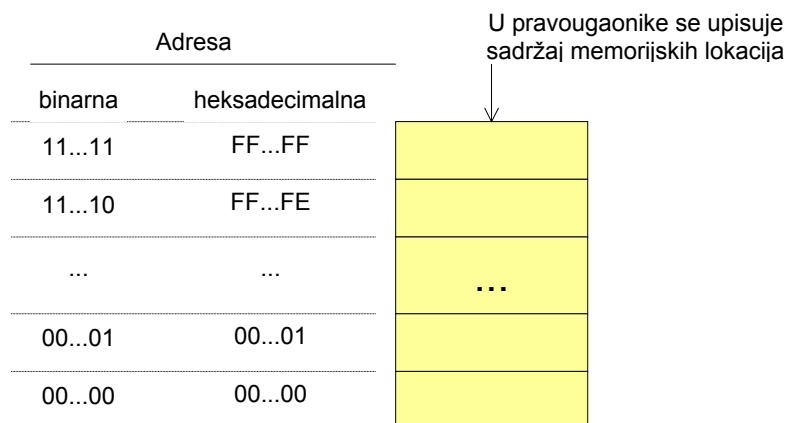 U pravougaonike se upisuje
sadržaj memorijskih lokacija
Adresa
binarna heksadecimalna
11...11 FF...FF
11...10 FF...FE
... ... ...
00...01 00...01
00...00 00...00